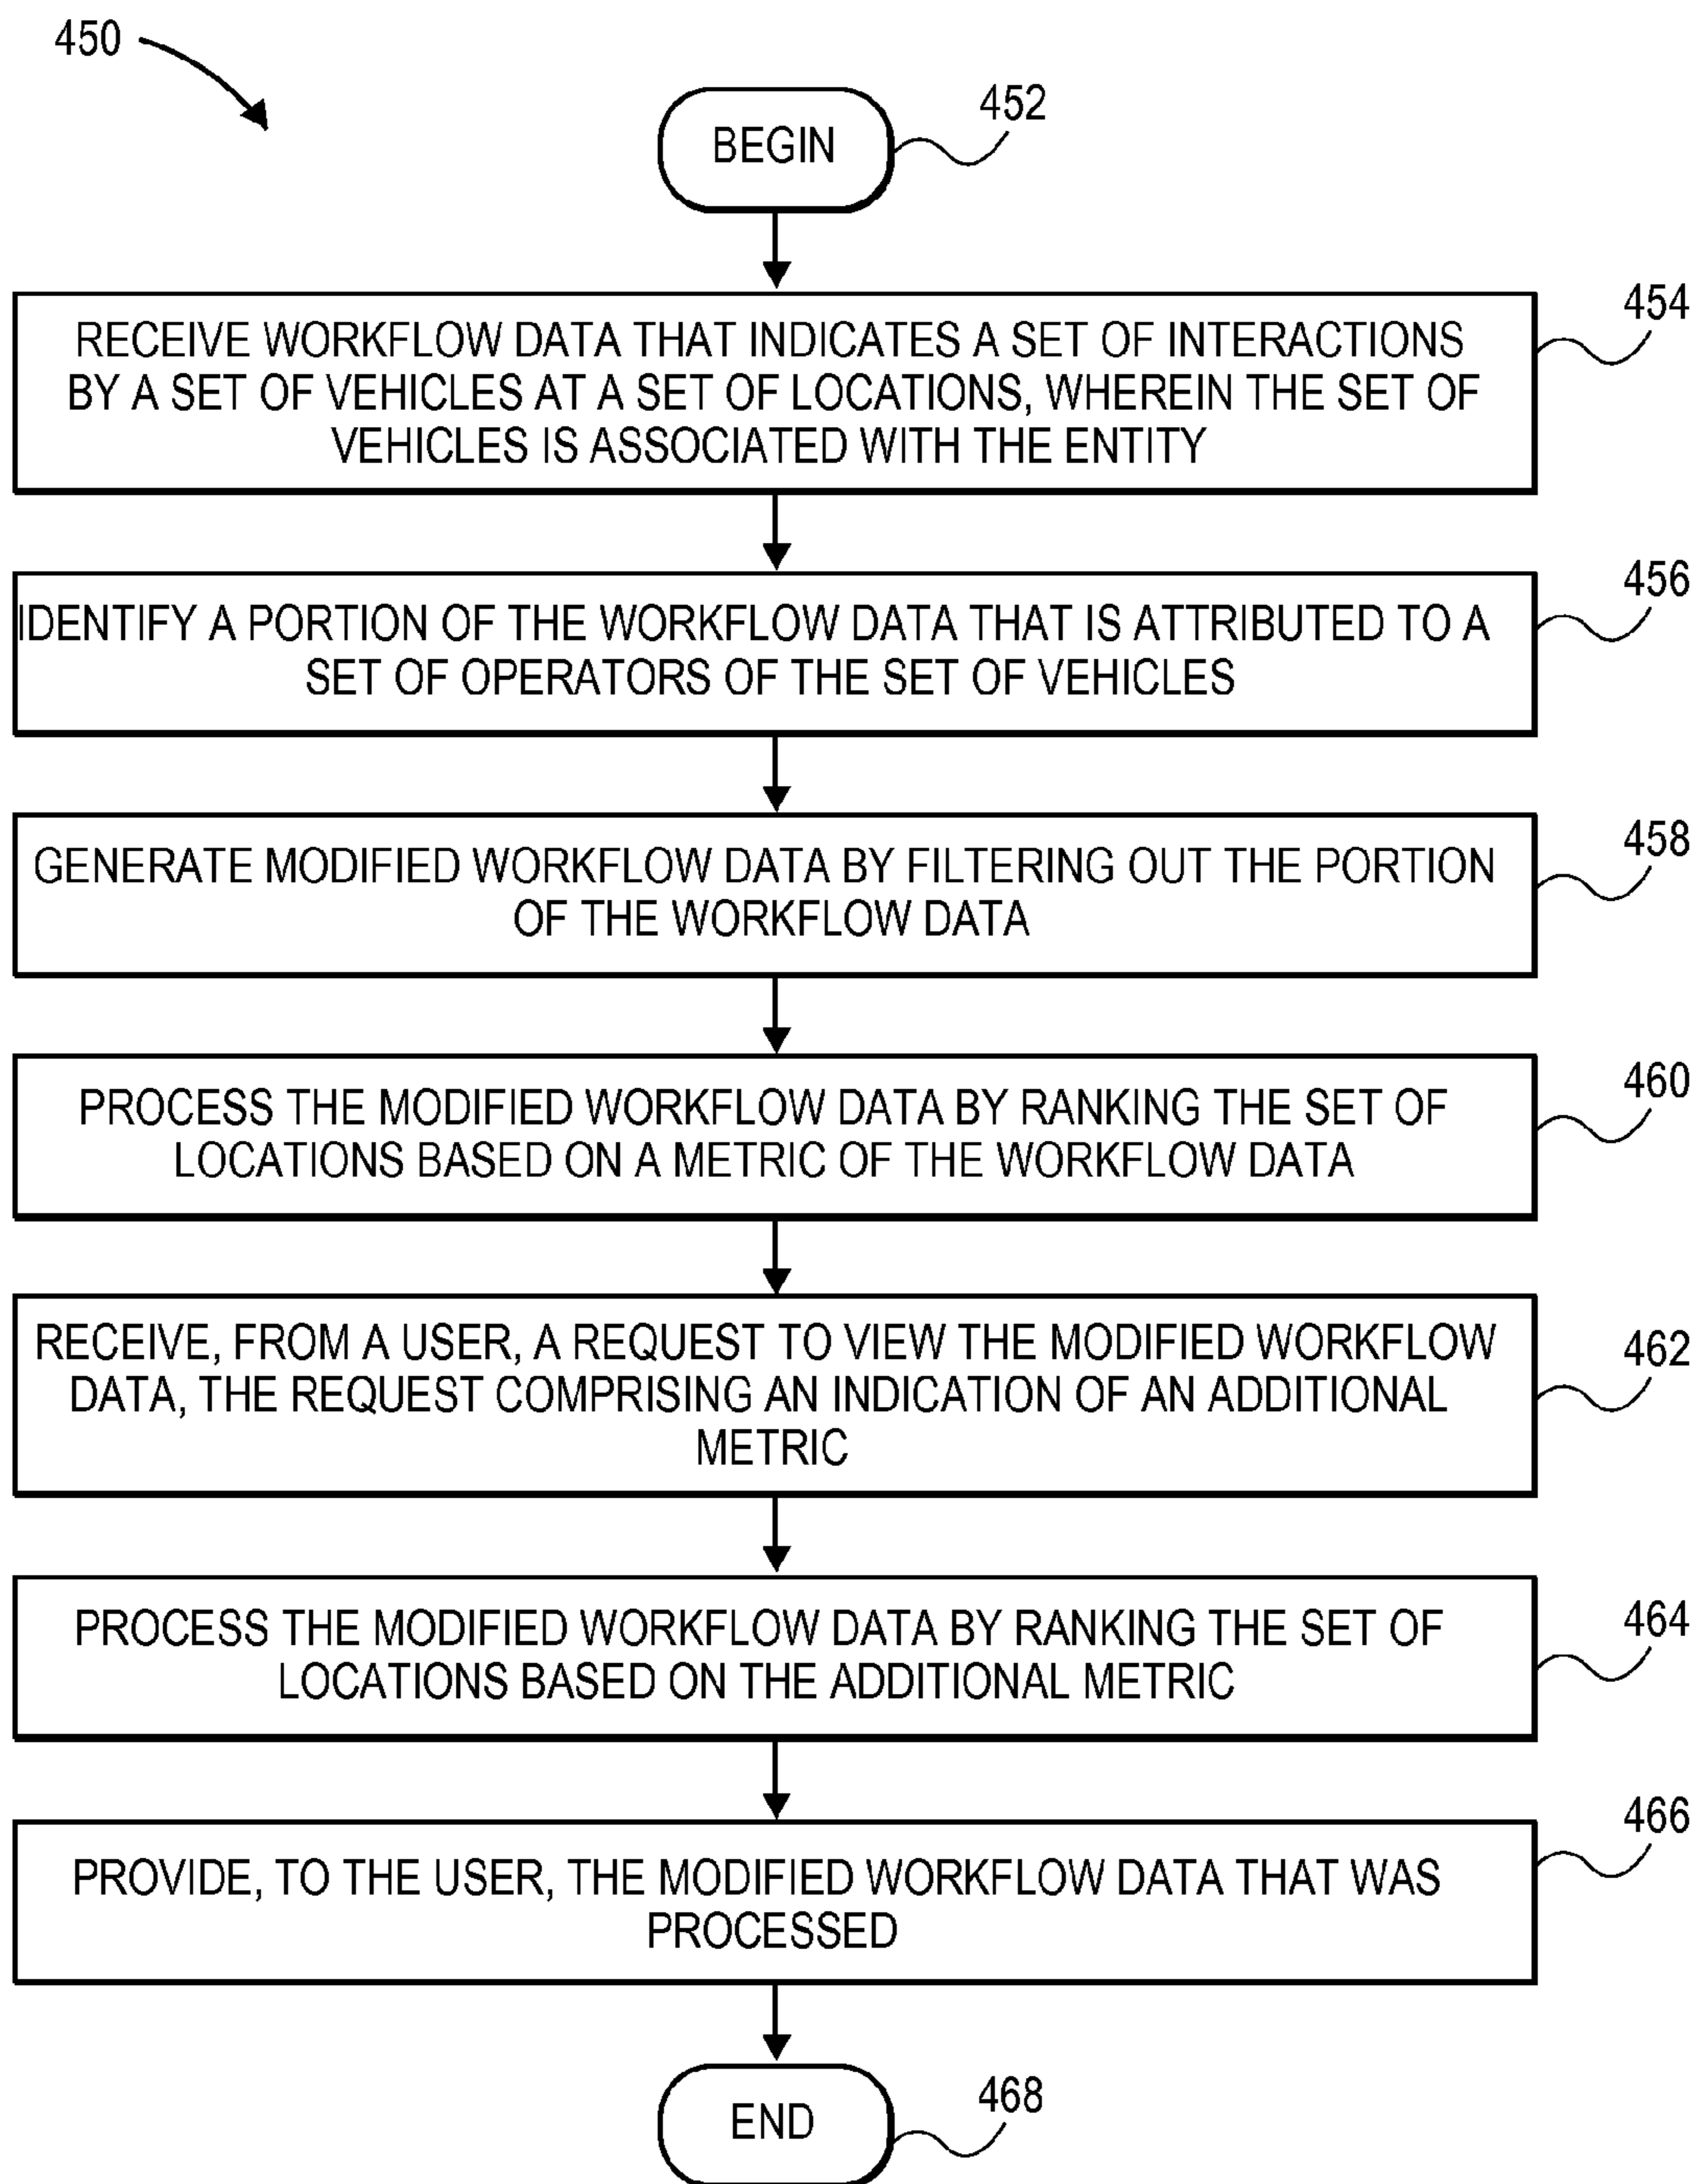 450
BEGIN
452
RECEIVE WORKFLOW DATA THAT INDICATES A SET OF INTERACTIONS
BY A SET OF VEHICLES AT A SET OF LOCATIONS, WHEREIN THE SET OF
VEHICLES IS ASSOCIATED WITH THE ENTITY
454
IDENTIFY A PORTION OF THE WORKFLOW DATA THAT IS ATTRIBUTED TO A
SET OF OPERATORS OF THE SET OF VEHICLES
456
GENERATE MODIFIED WORKFLOW DATA BY FILTERING OUT THE PORTION
OF THE WORKFLOW DATA
458
PROCESS THE MODIFIED WORKFLOW DATA BY RANKING THE SET OF
LOCATIONS BASED ON A METRIC OF THE WORKFLOW DATA
460
RECEIVE, FROM A USER, A REQUEST TO VIEW THE MODIFIED WORKFLOW
DATA, THE REQUEST COMPRISING AN INDICATION OF AN ADDITIONAL
METRIC
462
PROCESS THE MODIFIED WORKFLOW DATA BY RANKING THE SET OF
LOCATIONS BASED ON THE ADDITIONAL METRIC
464
PROVIDE, TO THE USER, THE MODIFIED WORKFLOW DATA THAT WAS
PROCESSED
466
END
468